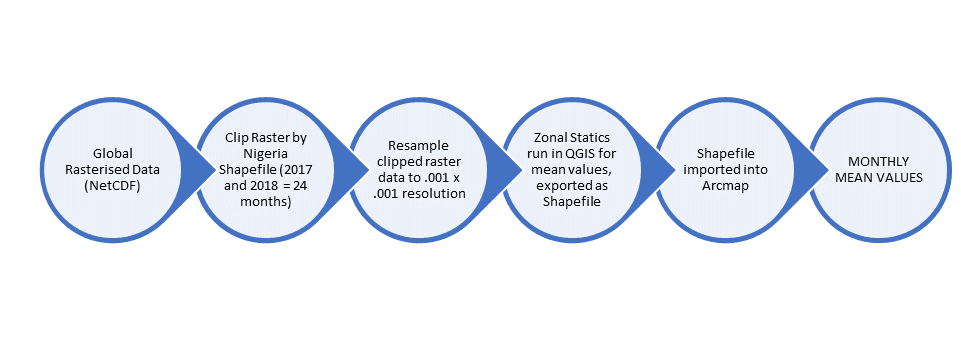 Global
Rasterised Data
(NetCDF)
Clip Raster by
Nigeria
Shapefile (2017
and 2018 = 24
months)
Resample
clipped raster
data to .001 x
.001 resolution
Zonal Statics
run in QGIS for
mean values,
exported as
Shapefile
Shapefile
imported into
Arcmap
MONTHLY
MEAN VALUES